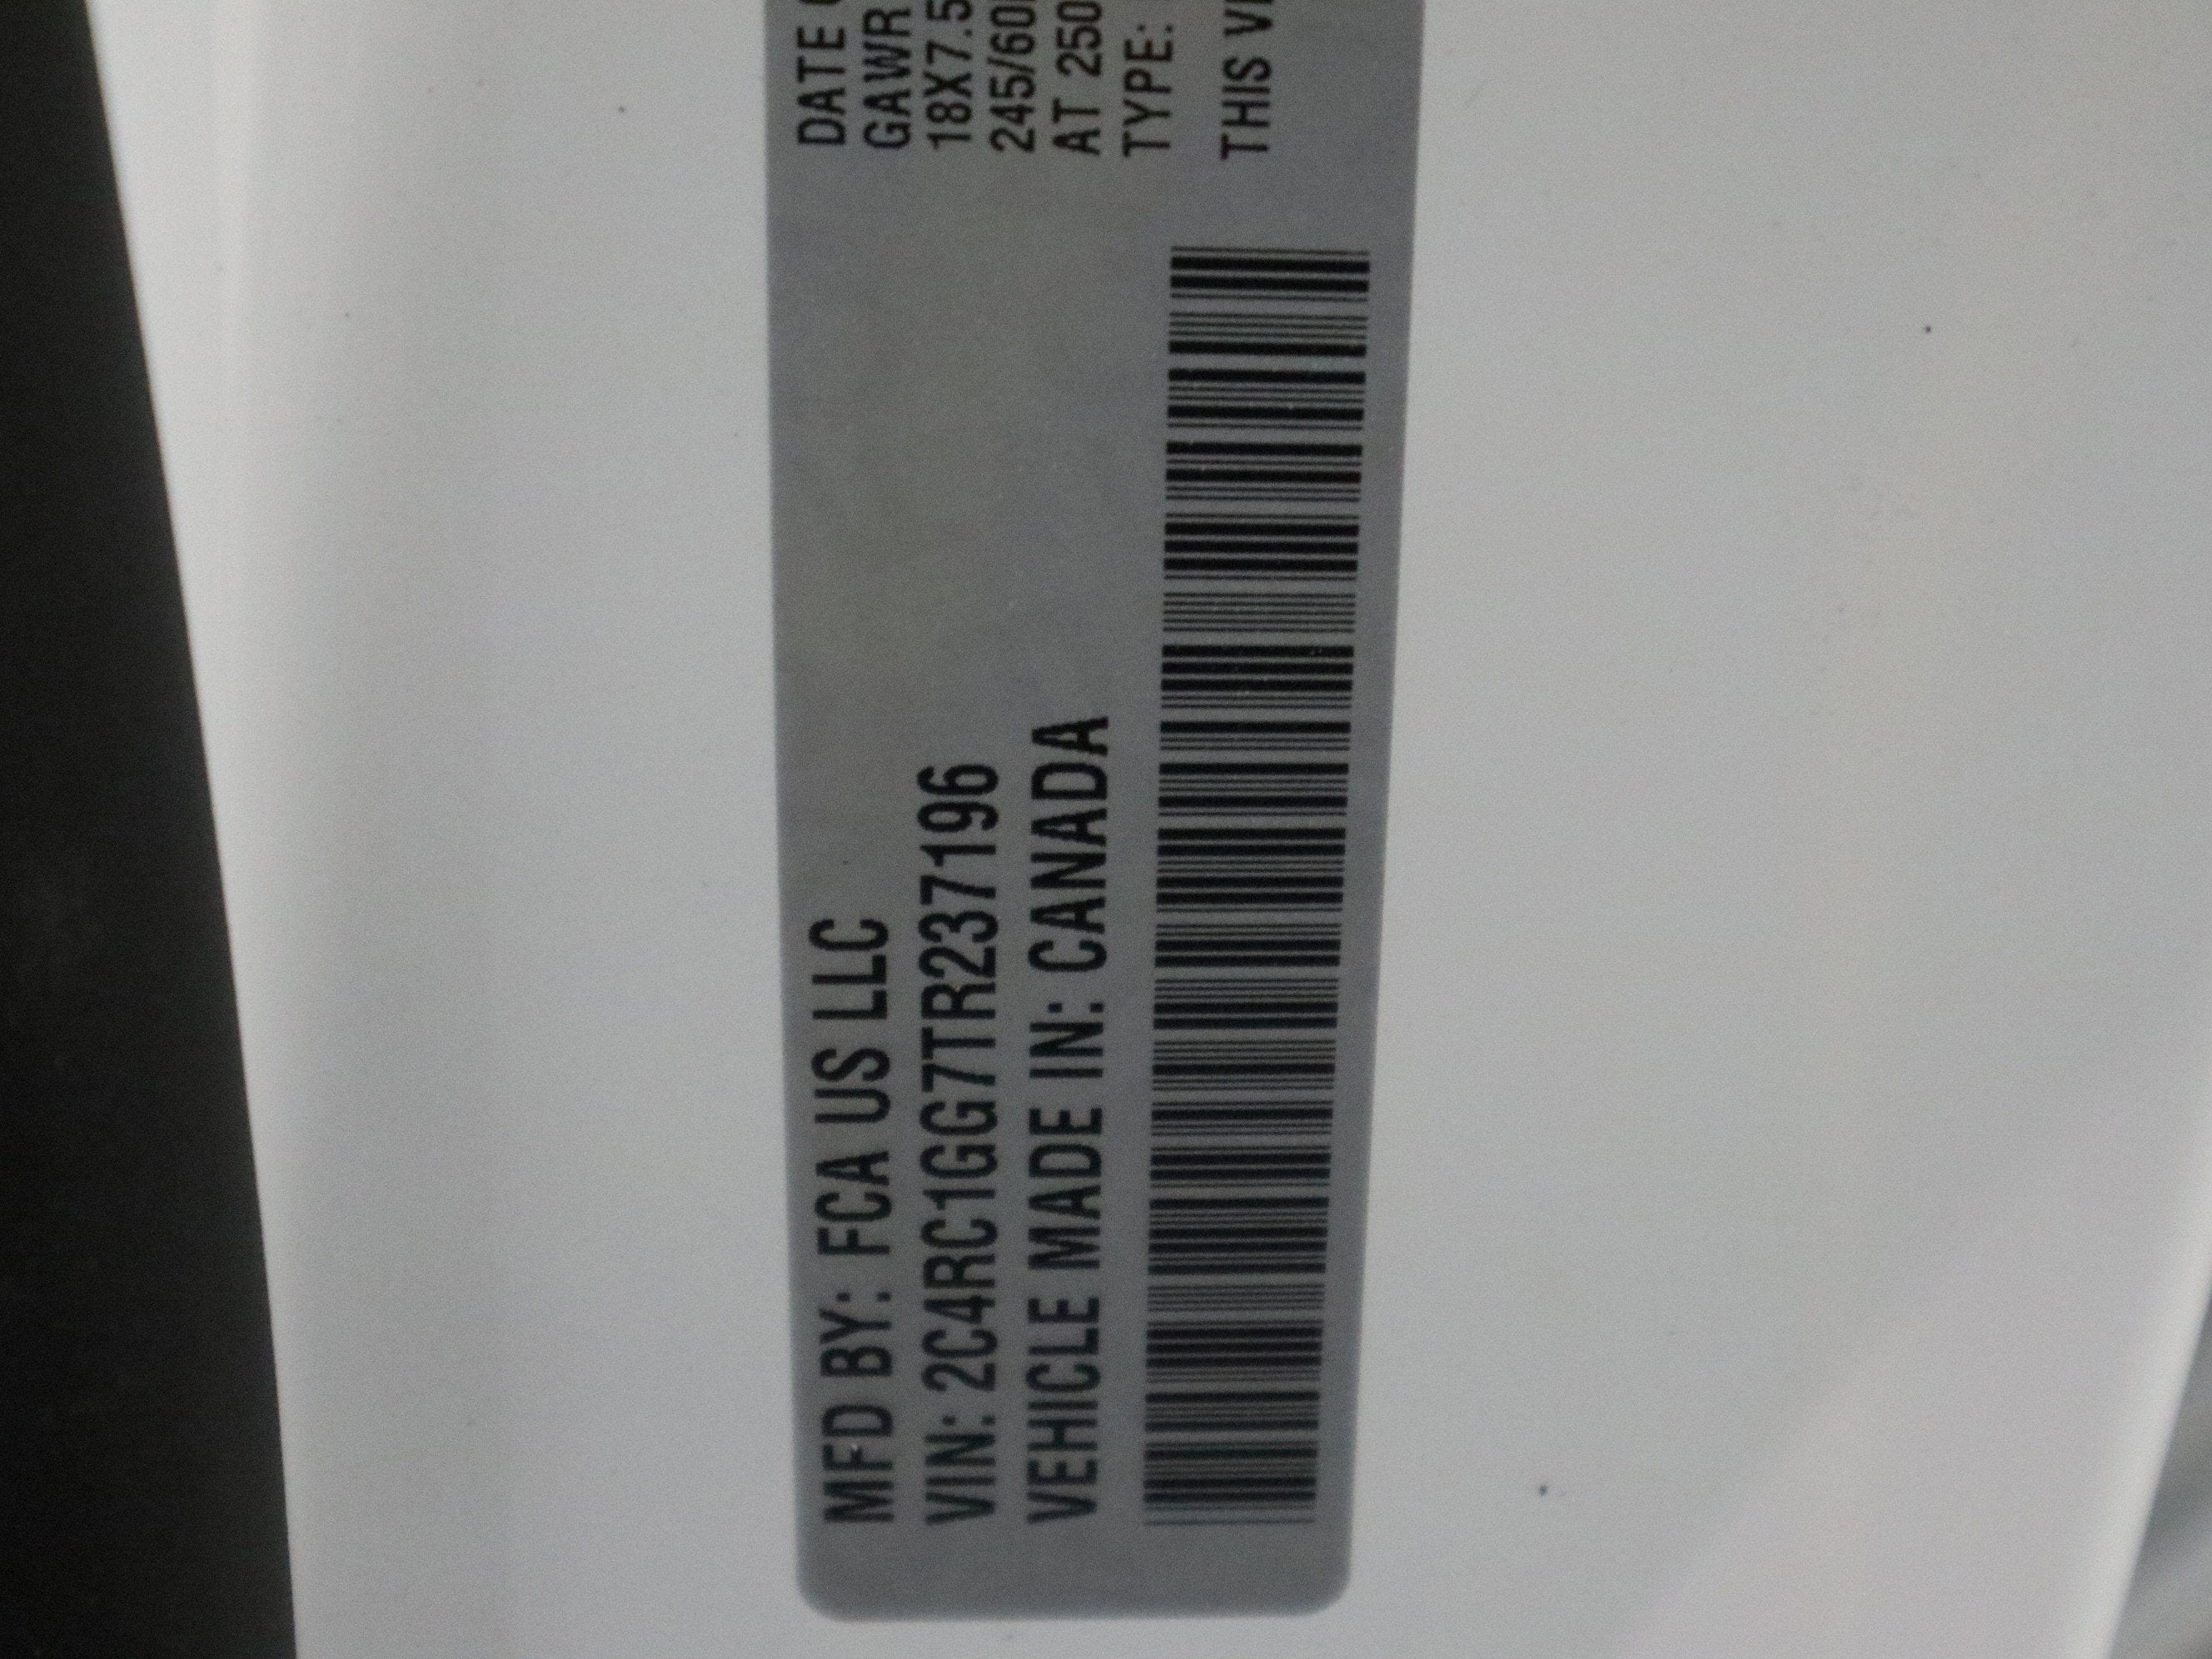 MFD BY: FCA US LLC
VIN: 2C4RC1GG7TR237196
VEHICLE MADE IN: CANADA
DATE
GAWR
18X7.5
245/60
AT 250
TYPE:
THIS